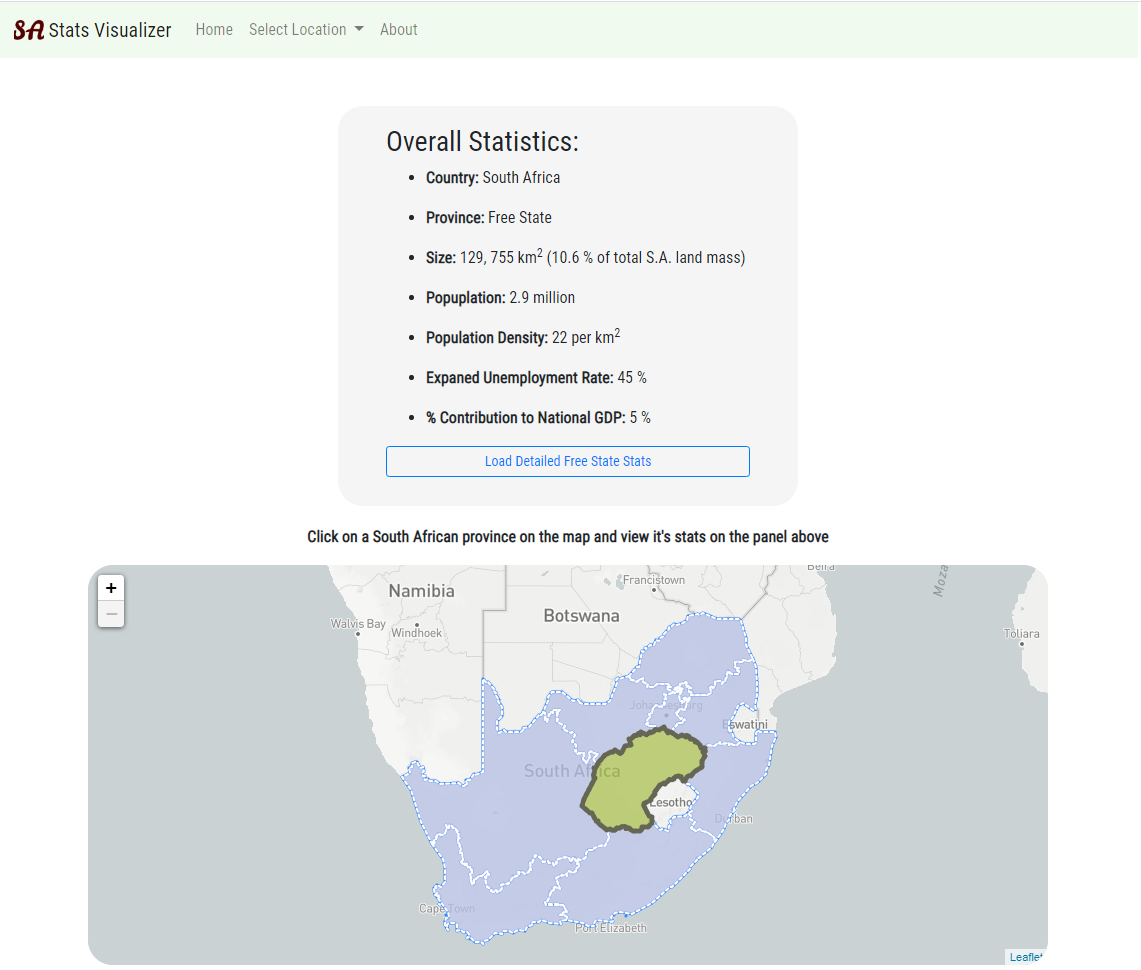 SA Stats Visualizer Home Select Location About
Overall Statistics:
Country: South Africa
Province: Free State
Size: 129, 755 km² (10.6 % of total S.A. land mass)
Popuplation: 2.9 million
Population Density: 22 per km²
Expaned Unemployment Rate: 45 %
% Contribution to National GDP: 5 %
Load Detailed Free State Stats
Click on a South African province on the map and view it's stats on the panel above
+
−
Beira
Francistown
Namibia
Moza
Botswana
Walvis Bay
Windhoek
Toliara
Johannesburg
Eswatini
South Africa
Lesotho
Durban
Cape Town
Port Elizabeth
Leaflet